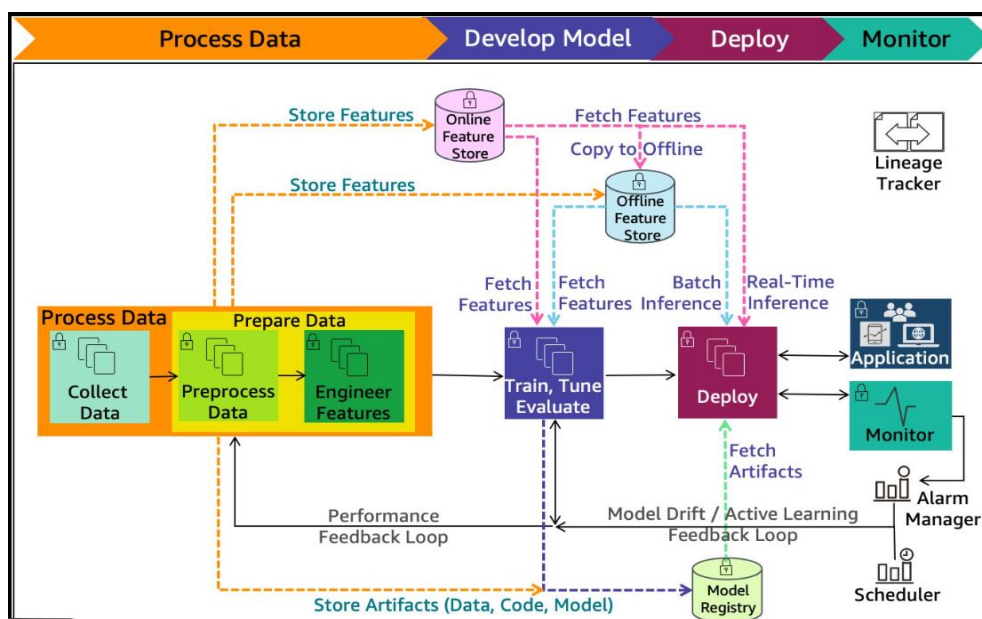 Process Data
Develop Model
Deploy
Monitor
Store Features
Online
Feature
Store
Fetch Features
Copy to Offline
Lineage
Tracker
Store Features
Offline
Feature
Store
Fetch
Features
Fetch
Features
Batch
Inference
Real-Time
Inference
Process Data
Prepare Data
Collect
Data
Preprocess
Data
Engineer
Features
Train, Tune
Evaluate
Deploy
Application
Monitor
Fetch
Artifacts
Alarm
Manager
Performance
Feedback Loop
Model Drift / Active Learning
Feedback Loop
Model
Registry
Scheduler
Store Artifacts (Data, Code, Model)